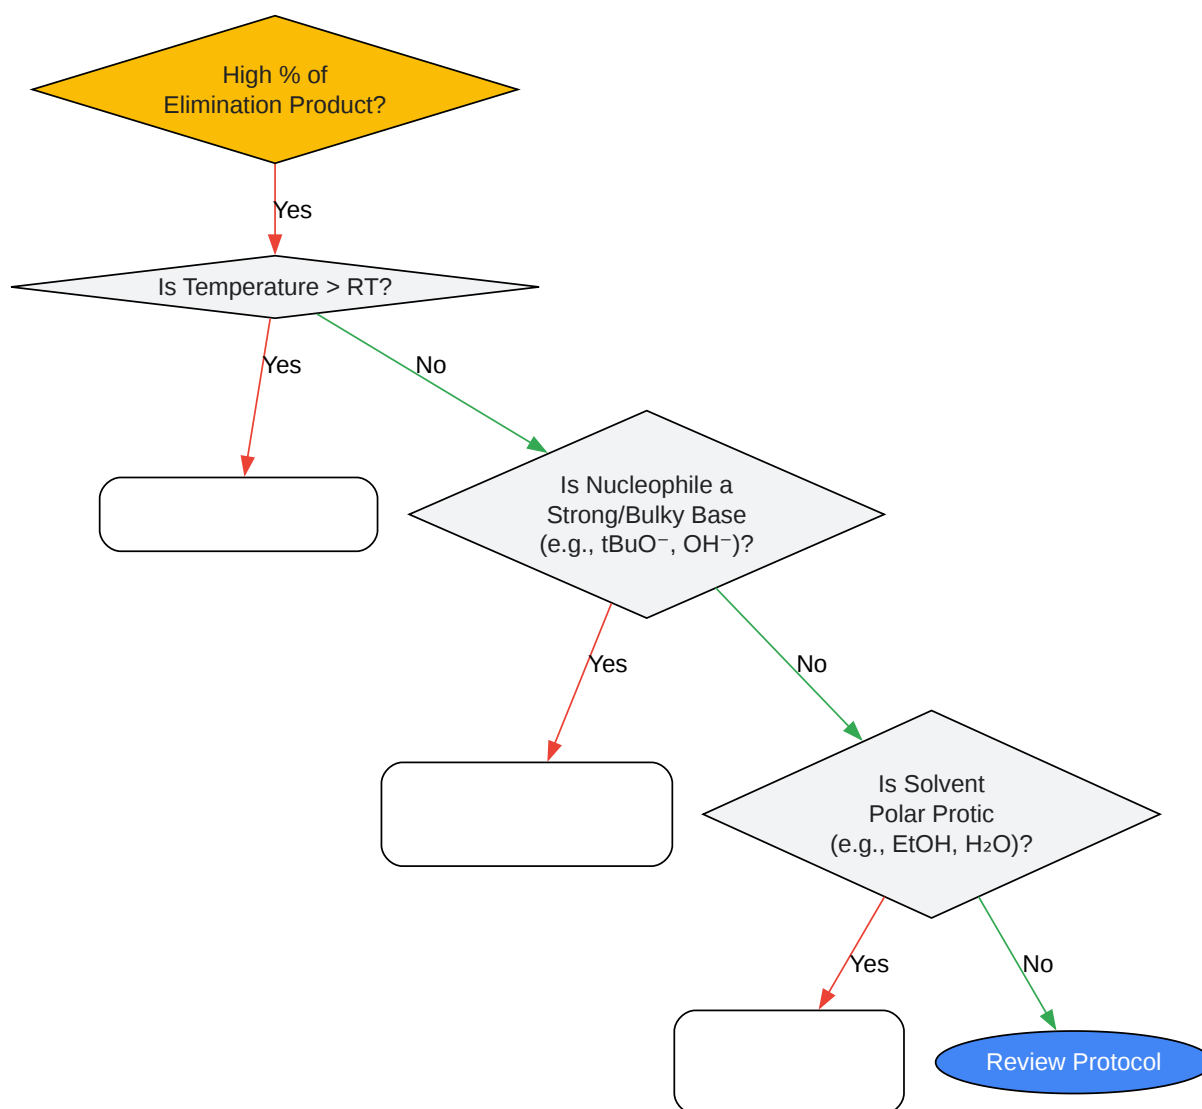 High % of
Elimination Product?
Yes
Is Temperature > RT?
Yes
No
Is Nucleophile a
Strong/Bulky Base
(e.g., tBuO⁻, OH⁻)?
Yes
No
Is Solvent
Polar Protic
(e.g., EtOH, H₂O)?
Yes
No
Review Protocol